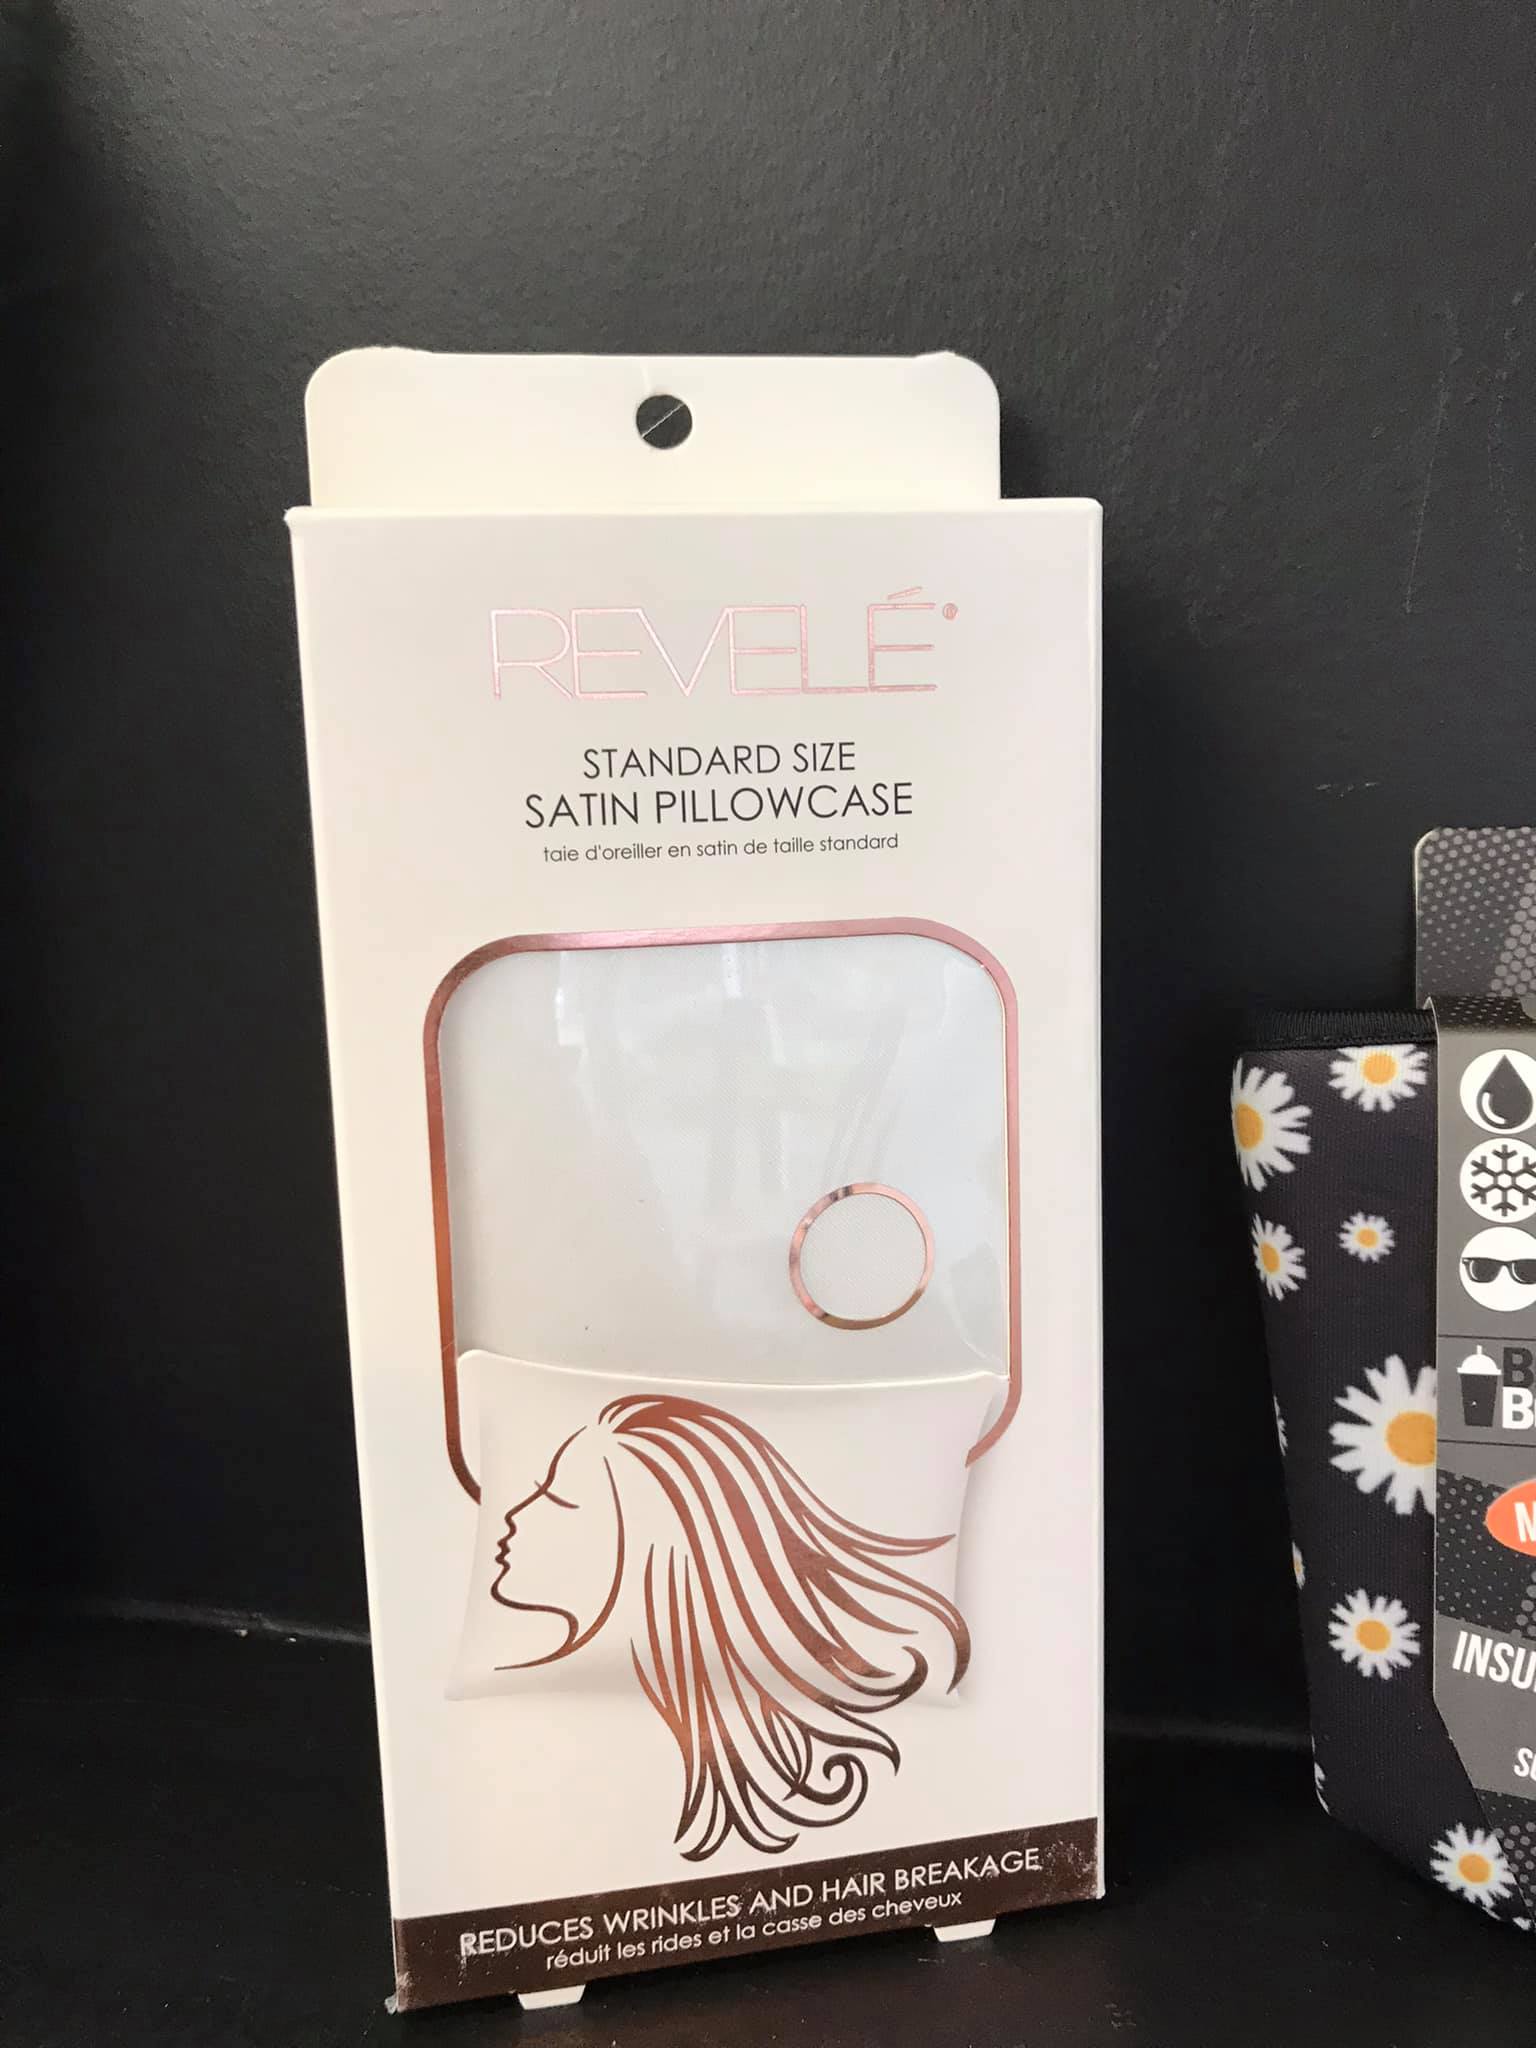 REVELÉ®
STANDARD SIZE
SATIN PILLOWCASE
taie d'oreiller en satin de taille standard
REDUCES WRINKLES AND HAIR BREAKAGE
réduit les rides et la casse des cheveux